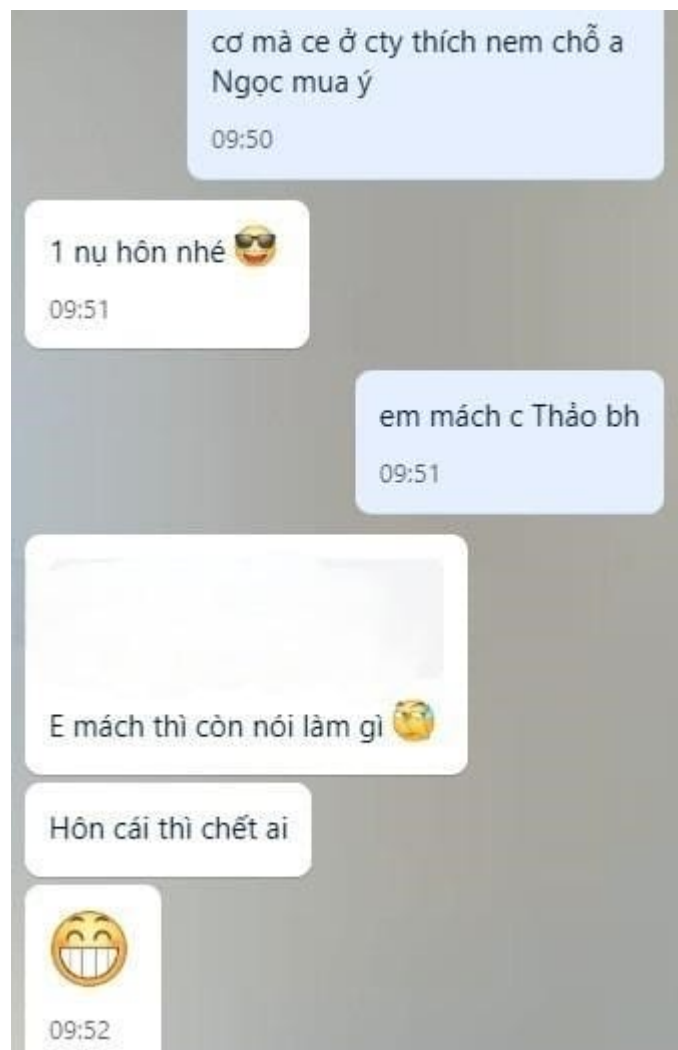 cơ mà ce ở cty thích nem chỗ a
Ngọc mua ý
09:50
1 nụ hôn nhé
09:51
em mách c Thảo bh
09:51
E mách thì còn nói làm gì
Hôn cái thì chết ai
09:52